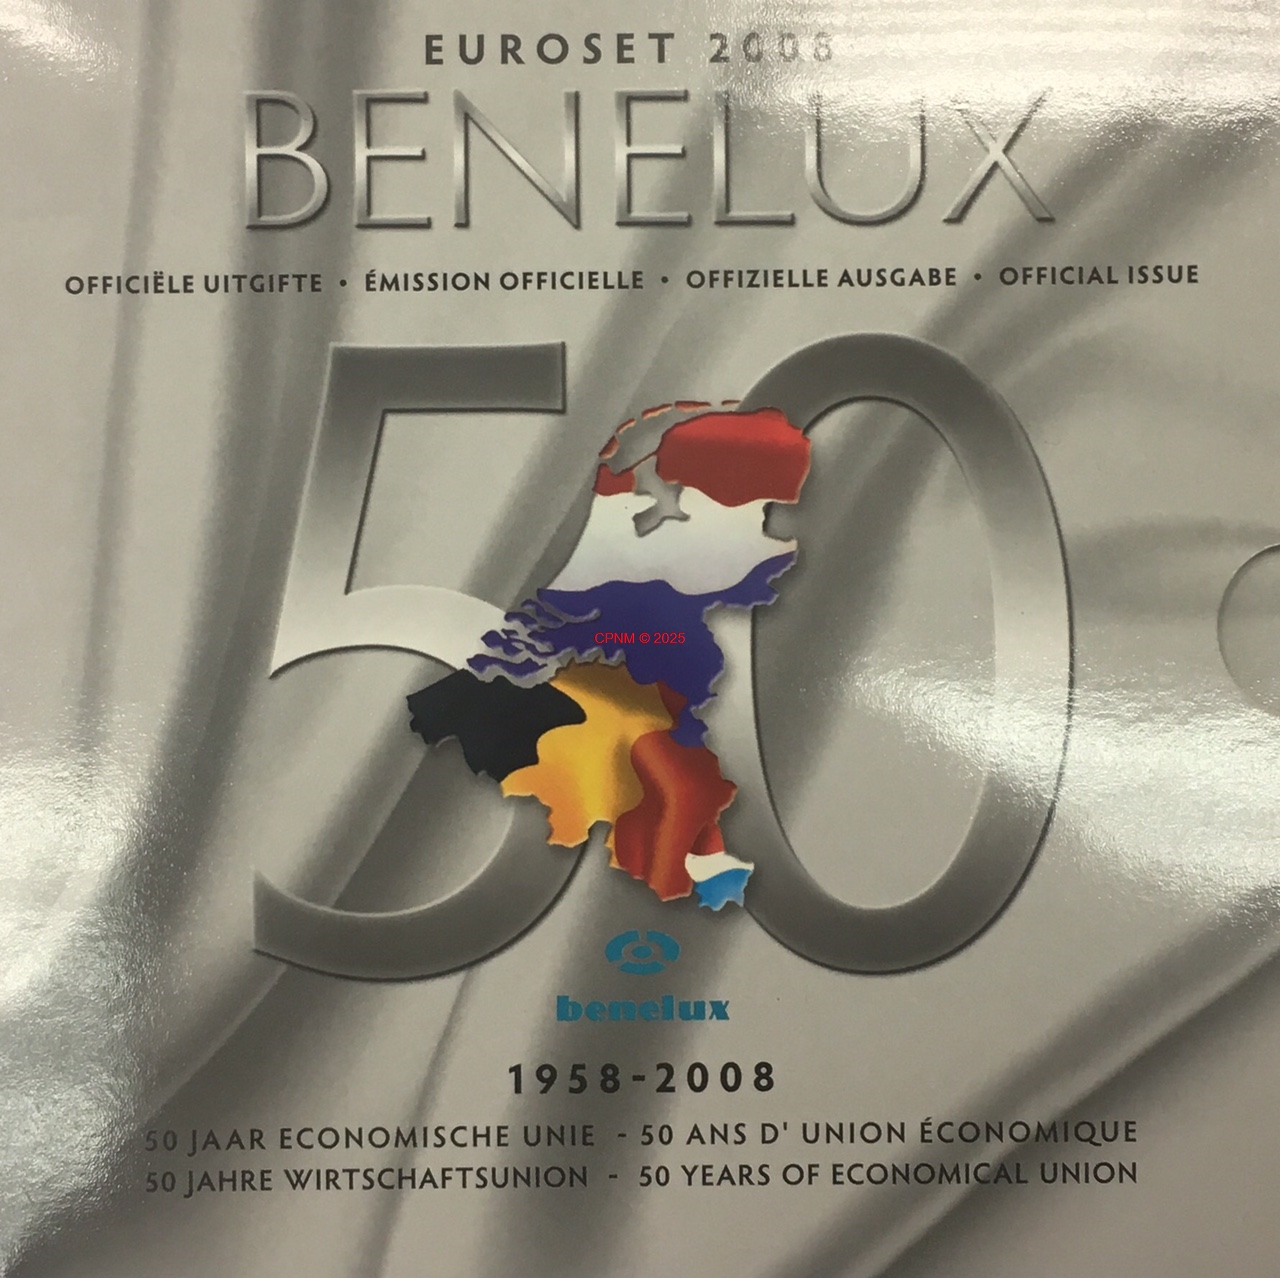 EUROSET 2008
BENELUX
OFFICIËLE UITGIFTE • ÉMISSION OFFICIELLE • OFFIZIELLE AUSGABE • OFFICIAL ISSUE
50
CPNM © 2025
benelux
1958-2008
50 JAAR ECONOMISCHE UNIE - 50 ANS D' UNION ÉCONOMIQUE
50 JAHRE WIRTSCHAFTSUNION - 50 YEARS OF ECONOMICAL UNION